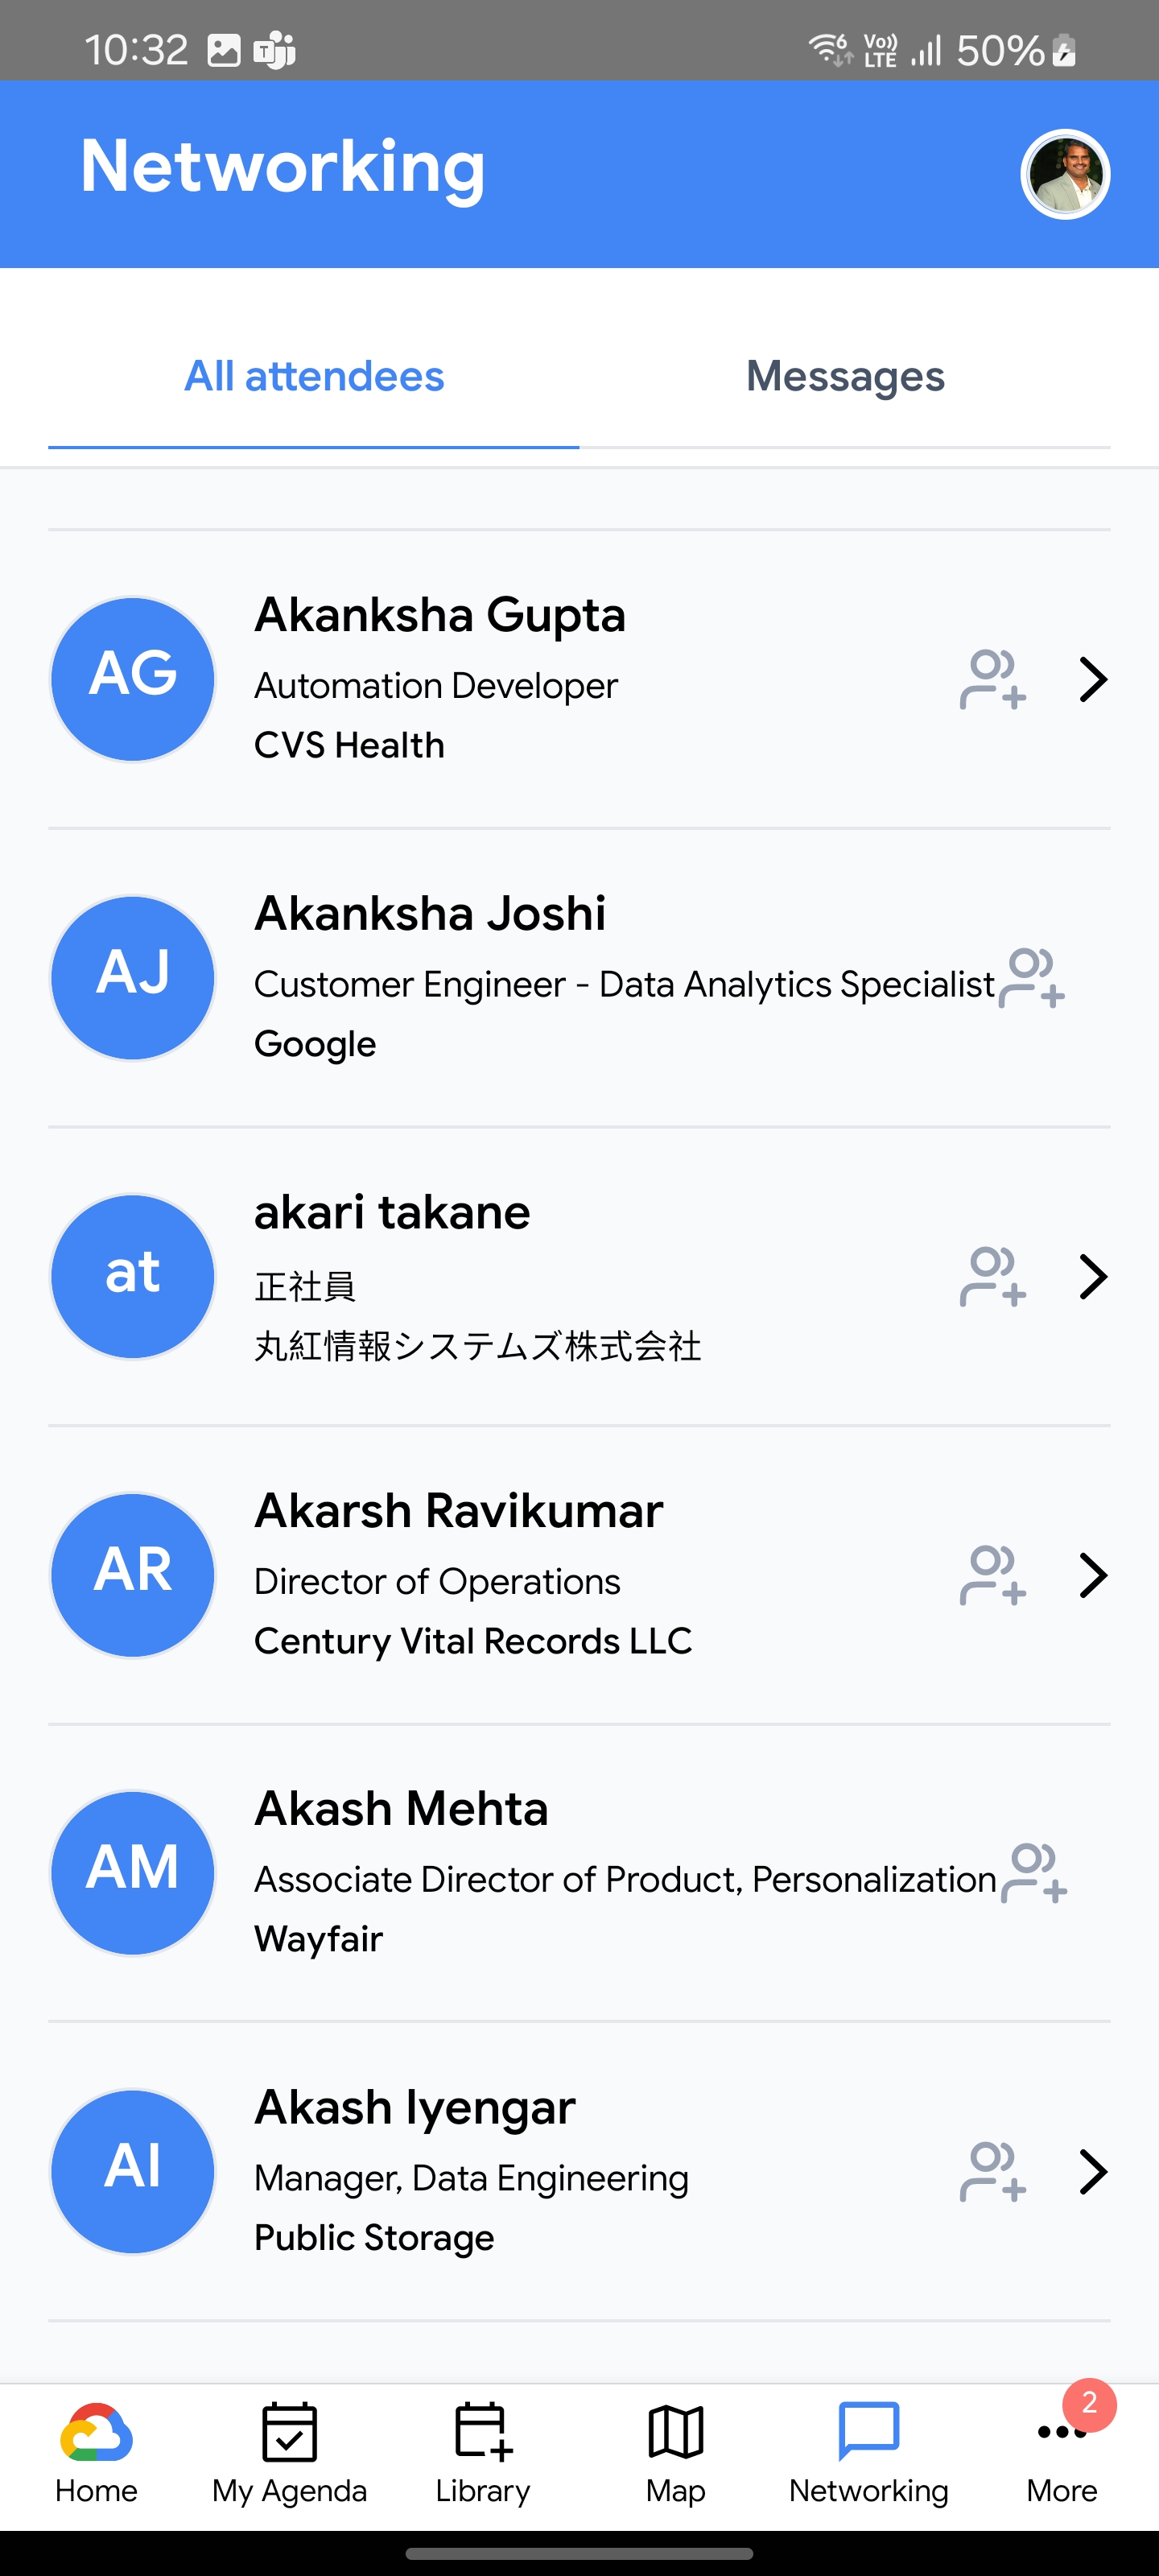 10:32
6 Vo)) LTE 50%
Networking
All attendees Messages
AG
Akanksha Gupta
Automation Developer
CVS Health
AJ
Akanksha Joshi
Customer Engineer - Data Analytics Specialist
Google
at
akari takane
正社員
丸紅情報システムズ株式会社
AR
Akarsh Ravikumar
Director of Operations
Century Vital Records LLC
AM
Akash Mehta
Associate Director of Product, Personalization
Wayfair
AI
Akash Iyengar
Manager, Data Engineering
Public Storage
2
Home My Agenda Library Map Networking More